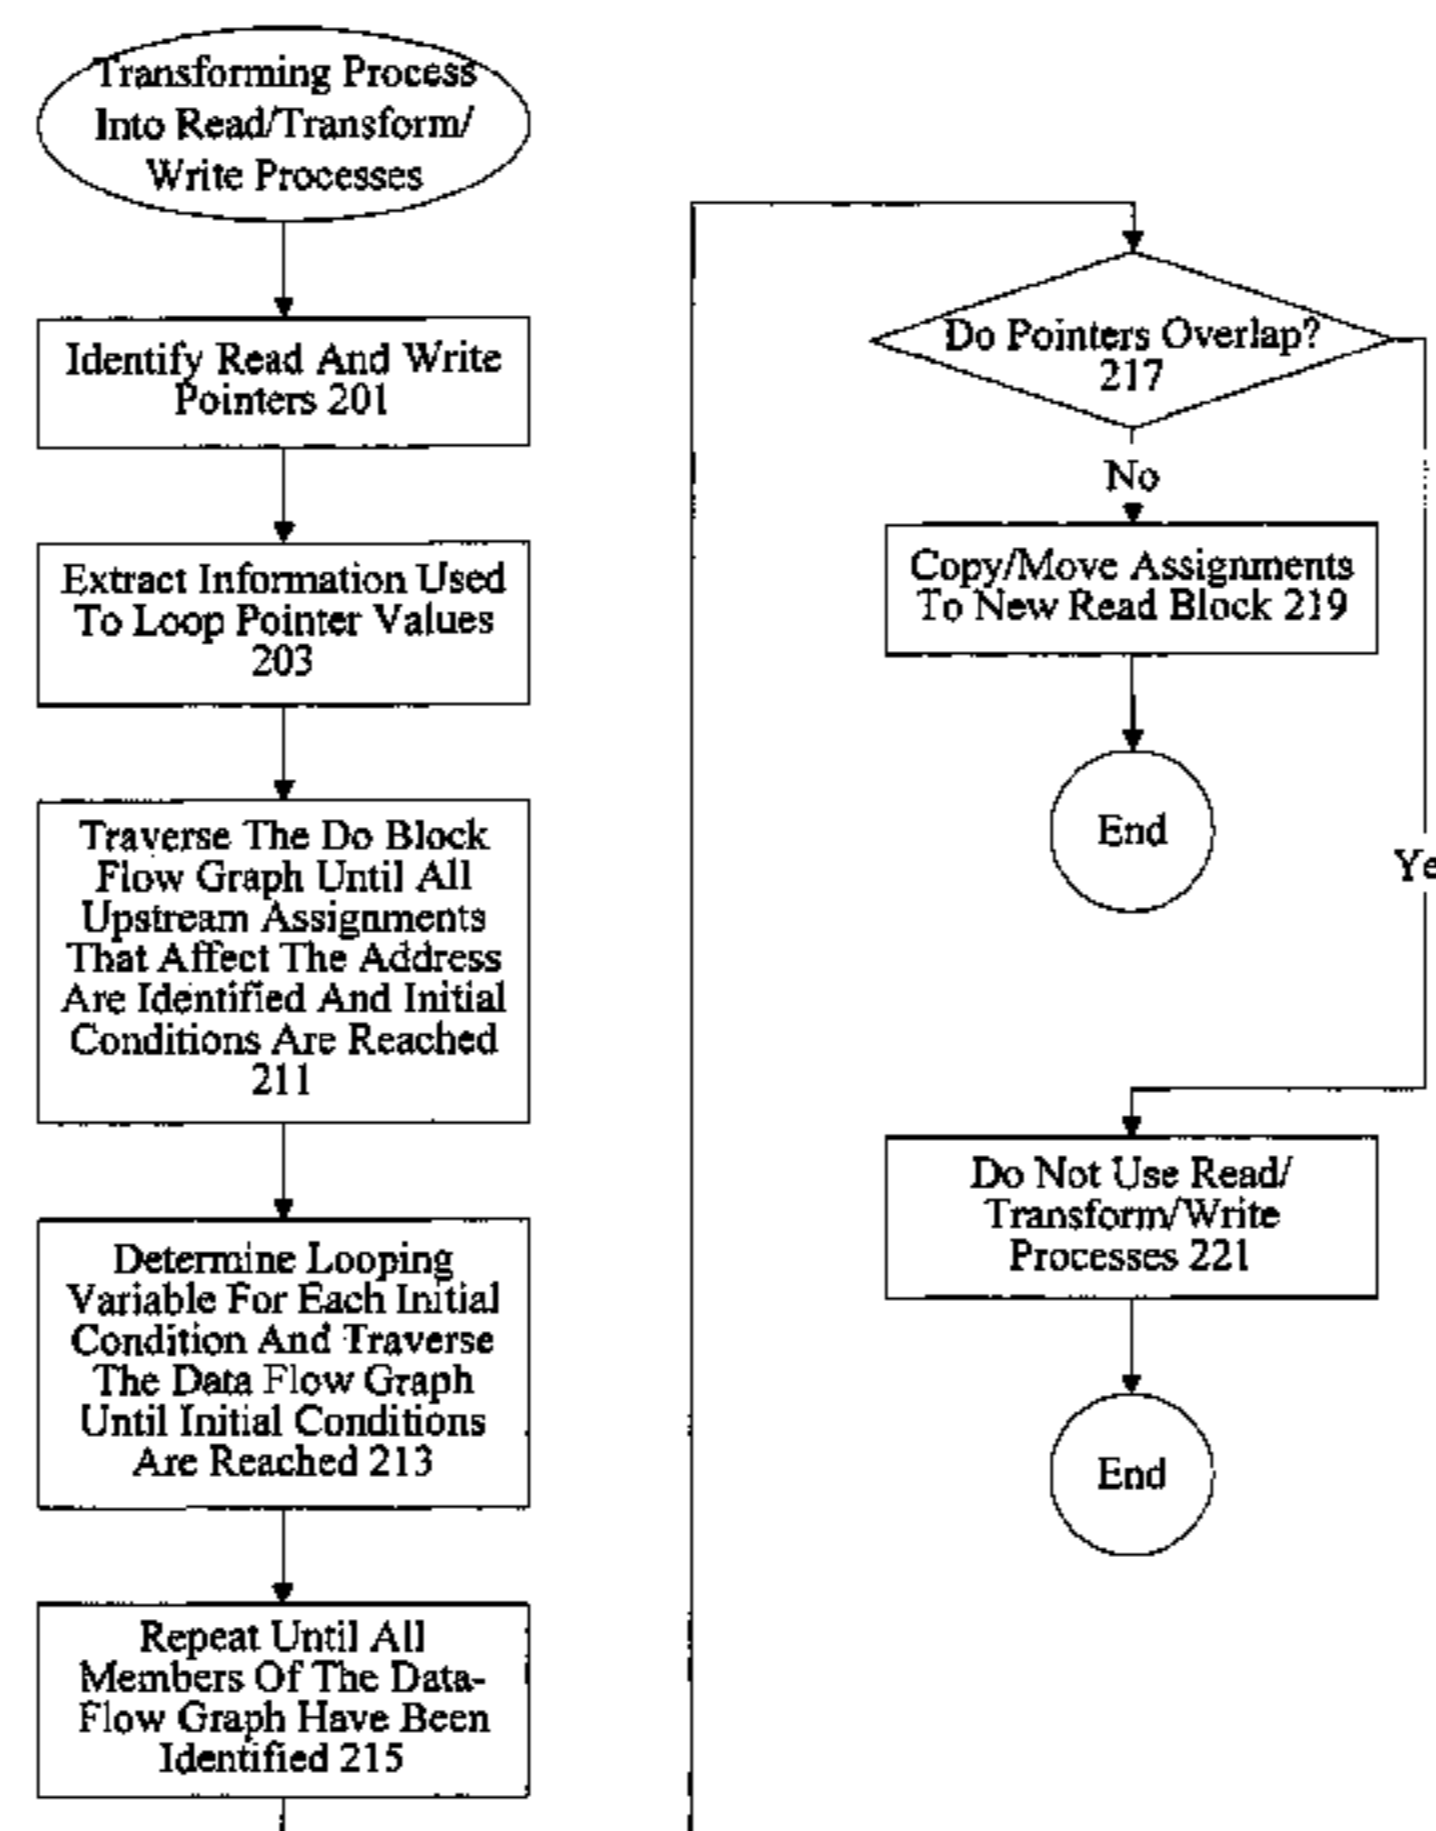 Transforming Process
Into Read/Transform/
Write Processes
Identify Read And Write
Pointers 201
Extract Information Used
To Loop Pointer Values
203
Traverse The Do Block
Flow Graph Until All
Upstream Assignments
That Affect The Address
Are Identified And Initial
Conditions Are Reached
211
Determine Looping
Variable For Each Initial
Condition And Traverse
The Data Flow Graph
Until Initial Conditions
Are Reached 213
Repeat Until All
Members Of The Data-
Flow Graph Have Been
Identified 215
Do Pointers Overlap?
217
No
Copy/Move Assignments
To New Read Block 219
End
Ye
Do Not Use Read/
Transform/Write
Processes 221
End